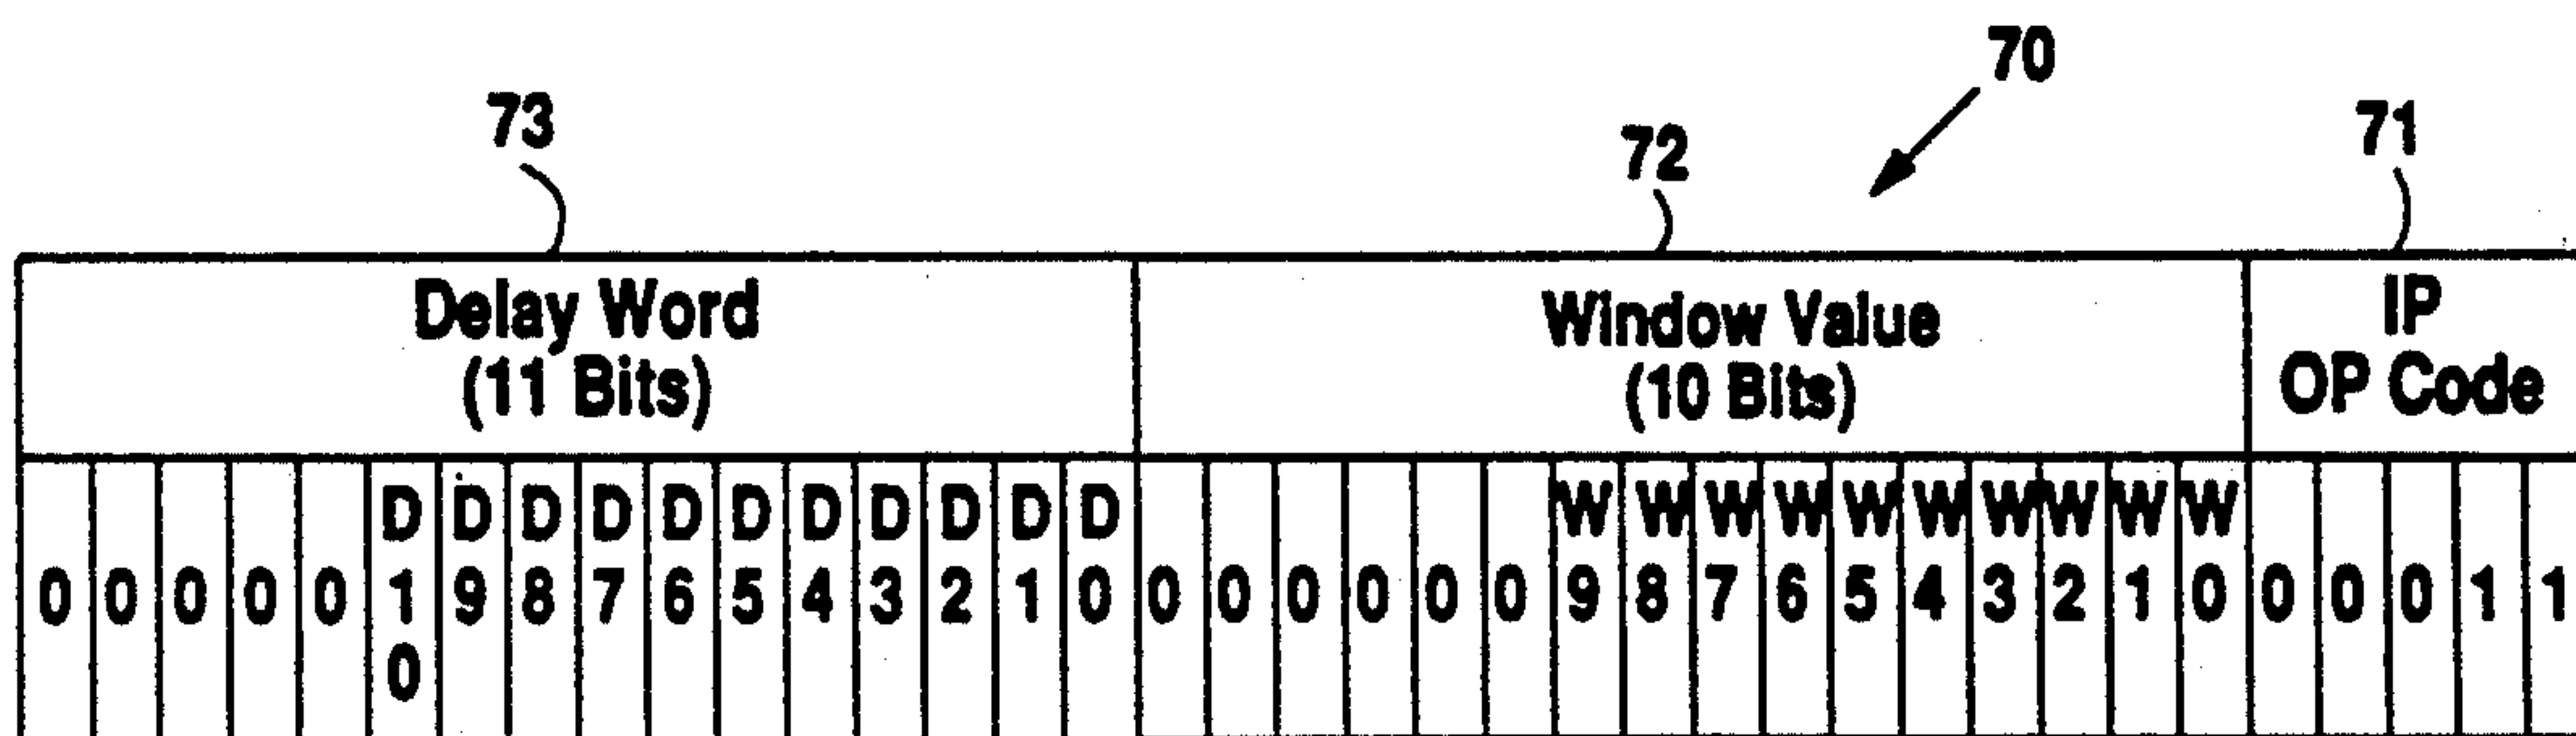 70
73
72
71
Delay Word
(11 Bits)
Window Value
(10 Bits)
IP
OP Code
0 0 0 0 0 D10 D9 D8 D7 D6 D5 D4 D3 D2 D1 D0 0 0 0 0 0 0 W9 W8 W7 W6 W5 W4 W3 W2 W1 W0 0 0 0 1 1